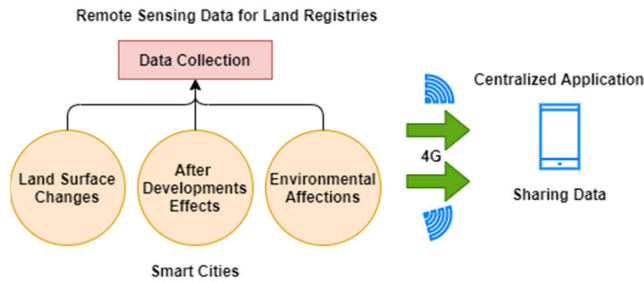 Remote Sensing Data for Land Registries
Data Collection
Land Surface
Changes
After
Developments
Effects
Environmental
Affections
Smart Cities
4G
Centralized Application
Sharing Data